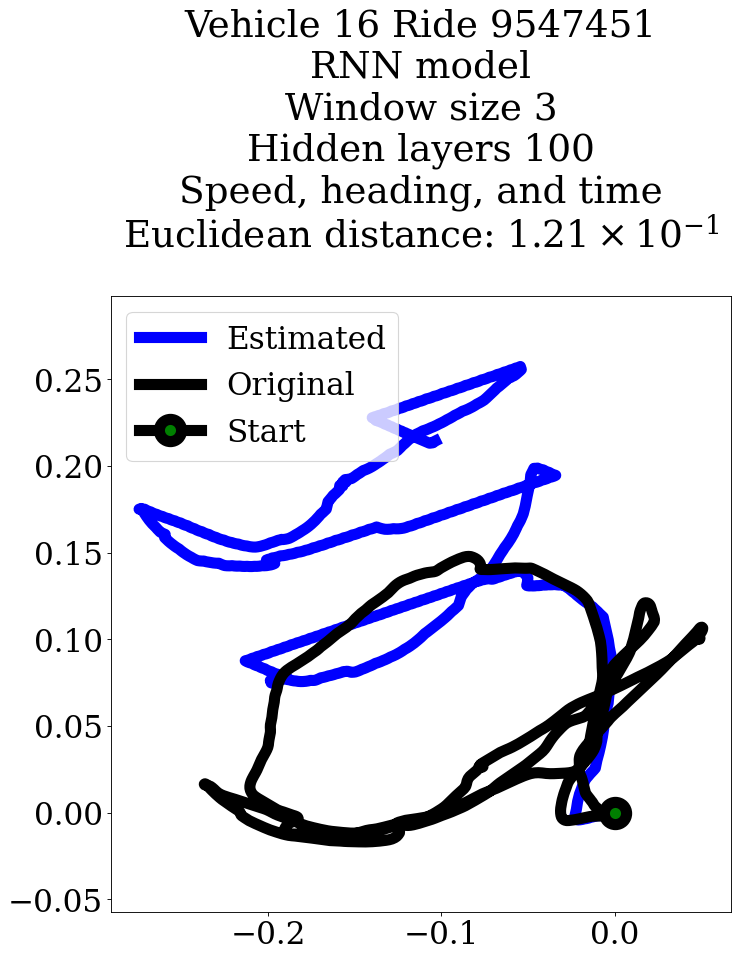 Vehicle 16 Ride 9547451
RNN model
Window size 3
Hidden layers 100
Speed, heading, and time
Euclidean distance: 1.21 × 10⁻¹
Estimated
Original
Start
0.25
0.20
0.15
0.10
0.05
0.00
−0.05
−0.2 −0.1 0.0